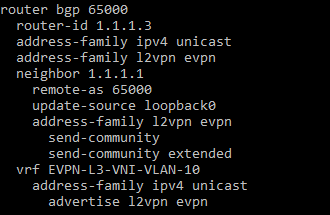 router bgp 65000
  router-id 1.1.1.3
  address-family ipv4 unicast
  address-family l2vpn evpn
  neighbor 1.1.1.1
    remote-as 65000
    update-source loopback0
    address-family l2vpn evpn
      send-community
      send-community extended
  vrf EVPN-L3-VNI-VLAN-10
    address-family ipv4 unicast
      advertise l2vpn evpn